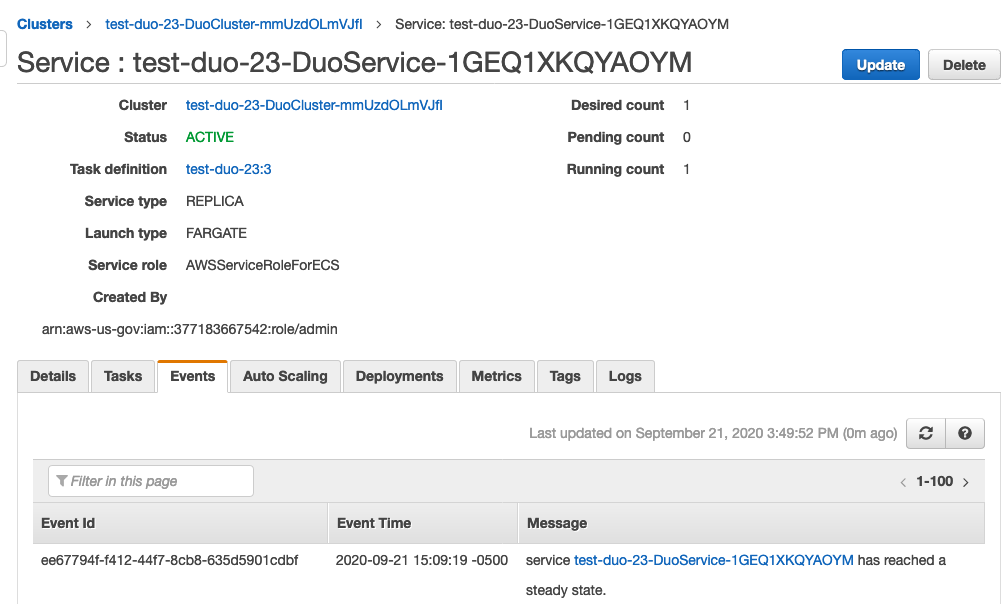 Clusters > test-duo-23-DuoCluster-mmUzdOLmVJfI > Service: test-duo-23-DuoService-1GEQ1XKQYAOYM
Service : test-duo-23-DuoService-1GEQ1XKQYAOYM Update Delete
Cluster test-duo-23-DuoCluster-mmUzdOLmVJfI Desired count 1
Status ACTIVE Pending count 0
Task definition test-duo-23:3 Running count 1
Service type REPLICA
Launch type FARGATE
Service role AWSServiceRoleForECS
Created By
arn:aws-us-gov:iam::377183667542:role/admin
Details Tasks Events Auto Scaling Deployments Metrics Tags Logs
Last updated on September 21, 2020 3:49:52 PM (0m ago)
Filter in this page < 1-100 >
Event Id Event Time Message
ee67794f-f412-44f7-8cb8-635d5901cdbf 2020-09-21 15:09:19 -0500 service test-duo-23-DuoService-1GEQ1XKQYAOYM has reached a
steady state.